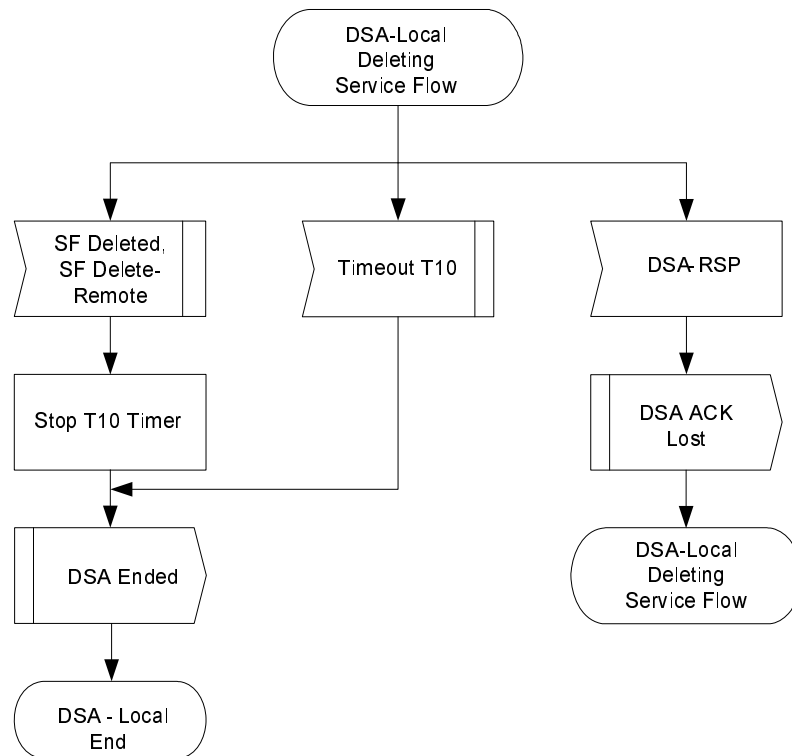 DSA-Local
Deleting
Service Flow
SF Deleted,
SF Delete-
Remote
Timeout T10
DSA-RSP
Stop T10 Timer
DSA ACK
Lost
DSA Ended
DSA-Local
Deleting
Service Flow
DSA - Local
End